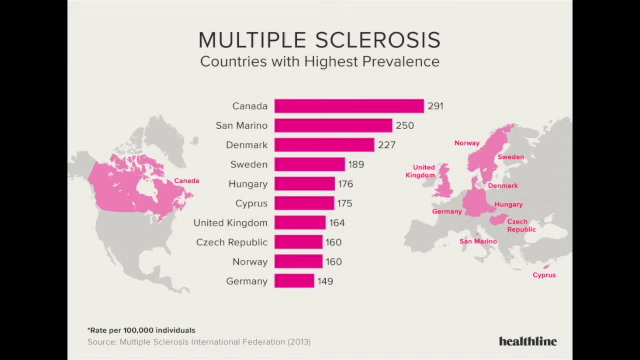 MULTIPLE SCLEROSIS
Countries with Highest Prevalence
Canada 291
San Marino 250
Denmark 227
Sweden 189
Hungary 176
Cyprus 175
United Kingdom 164
Czech Republic 160
Norway 160
Germany 149
Canada
Norway
Sweden
United
Kingdom
Denmark
Germany
Hungary
Czech
Republic
San Marino
Cyprus
*Rate per 100,000 individuals
Source: Multiple Sclerosis International Federation (2013)
healthline